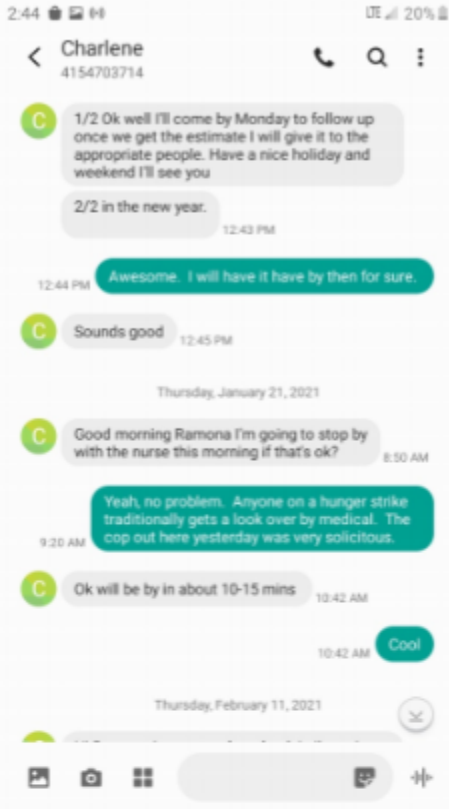 2:44 LTE 20%
Charlene
4154703714
C
1/2 Ok well I'll come by Monday to follow up
once we get the estimate I will give it to the
appropriate people. Have a nice holiday and
weekend I'll see you
2/2 in the new year.
12:43 PM
Awesome. I will have it have by then for sure.
12:44 PM
C
Sounds good
12:45 PM
Thursday, January 21, 2021
C
Good morning Ramona I'm going to stop by
with the nurse this morning if that's ok?
8:50 AM
Yeah, no problem. Anyone on a hunger strike
traditionally gets a look over by medical. The
cop out here yesterday was very solicitous.
9:20 AM
C
Ok will be by in about 10-15 mins
10:42 AM
Cool
10:42 AM
Thursday, February 11, 2021